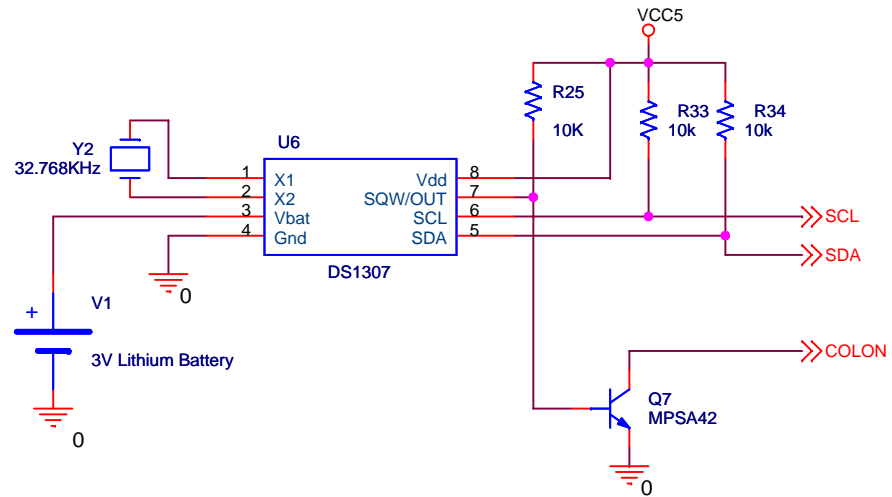 VCC5
R25
10K
R33
10k
R34
10k
Y2
32.768KHz
U6
1
X1
Vdd
8
2
X2
SQW/OUT
7
3
Vbat
SCL
6
4
Gnd
SDA
5
DS1307
SCL
SDA
0
+
V1
3V Lithium Battery
0
COLON
Q7
MPSA42
0